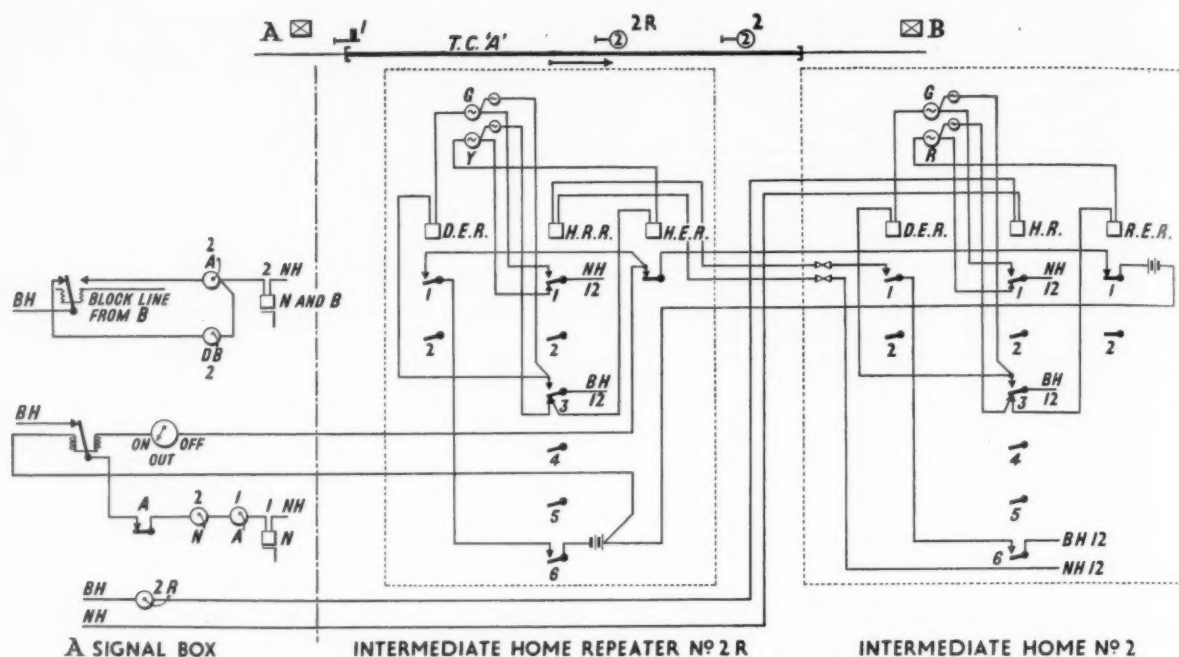 A 1 T.C.'A' 2R 2 2 2 B
G Y
G R
D.E.R. H.R.R. H.E.R.
D.E.R. H.R. R.E.R.
2 A 2 NH
BH BLOCK LINE FROM B N AND B
DB 2
1 1 NH 12
1 1 NH 12 1
2 2
2 2 2
3 BH 12
3 BH 12
BH
ON OFF
OUT
4 4
A 2 1 1 NH
N A N
5 5
6 6 BH 12
NH 12
BH 2R
NH
A SIGNAL BOX INTERMEDIATE HOME REPEATER Nº 2 R INTERMEDIATE HOME Nº 2